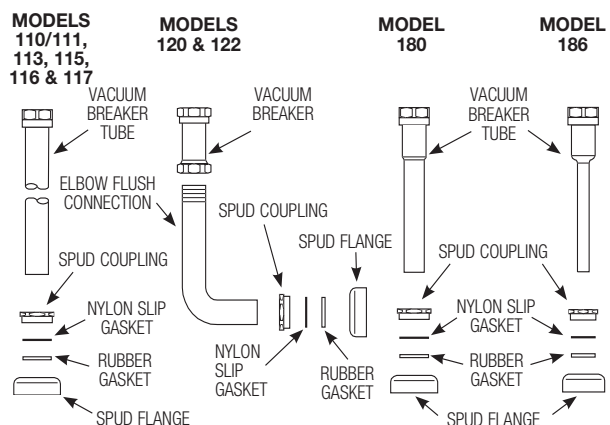 MODELS
110/111,
113, 115,
116 & 117
MODELS
120 & 122
MODEL
180
MODEL
186
VACUUM
BREAKER
TUBE
VACUUM
BREAKER
VACUUM
BREAKER
TUBE
ELBOW FLUSH
CONNECTION
SPUD COUPLING
SPUD FLANGE
SPUD COUPLING
SPUD COUPLING
NYLON SLIP
GASKET
NYLON
SLIP
GASKET
RUBBER
GASKET
NYLON SLIP
GASKET
RUBBER
GASKET
RUBBER
GASKET
SPUD FLANGE
SPUD FLANGE